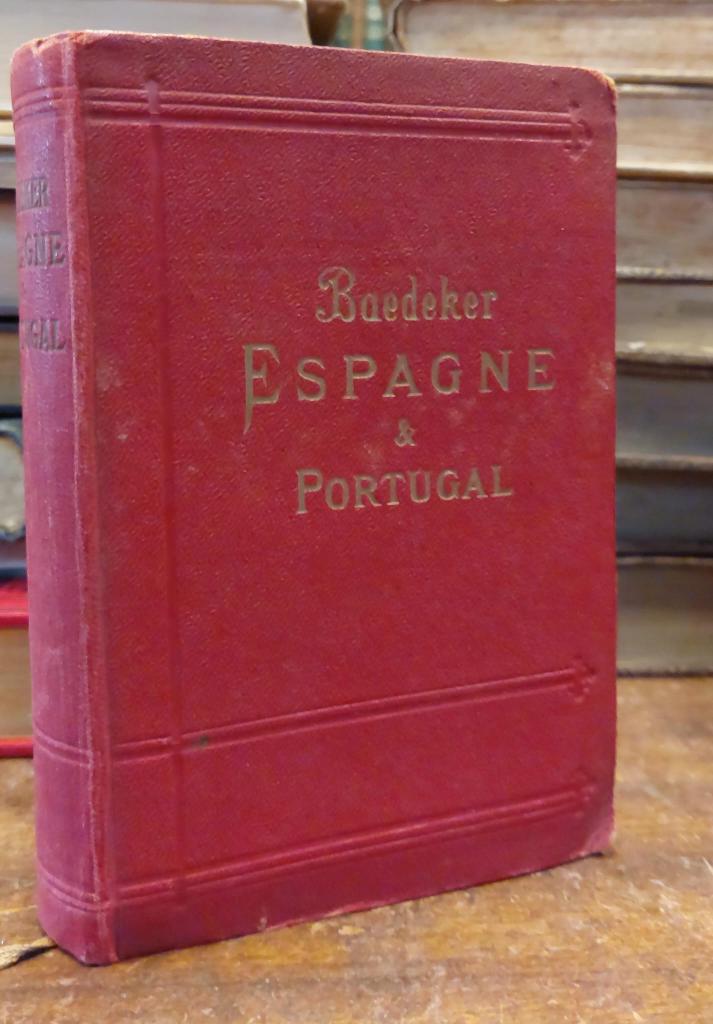 Baedeker
ESPAGNE
&
PORTUGAL